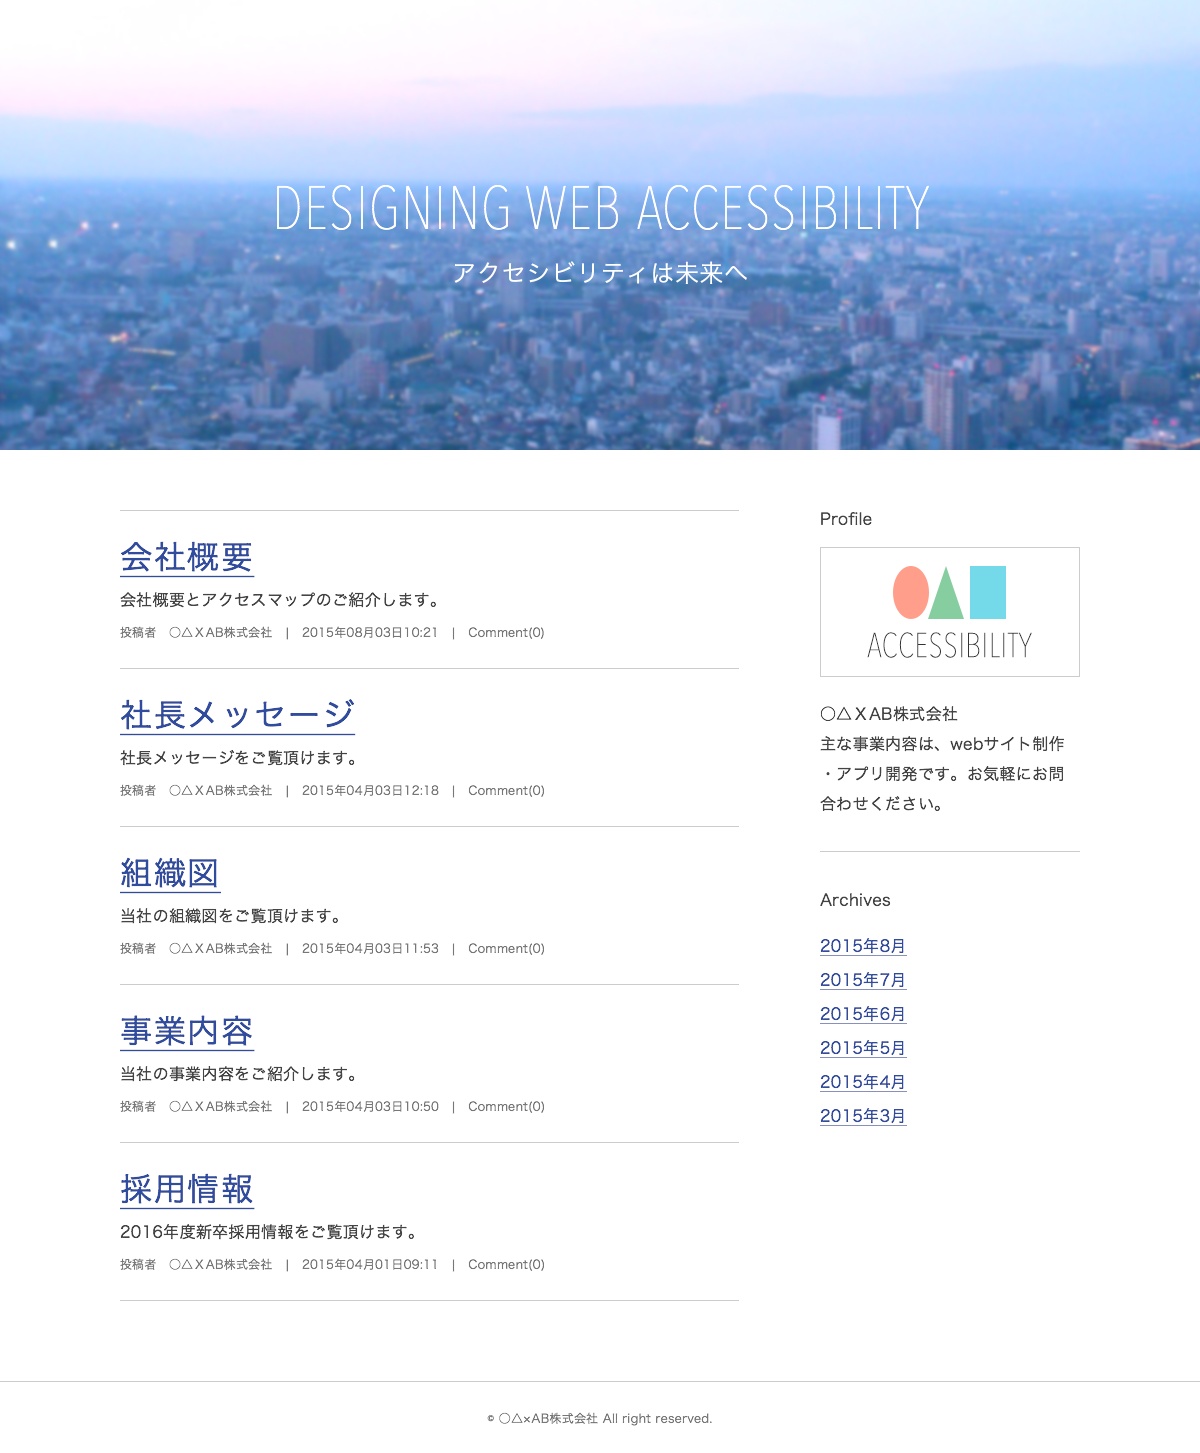 DESIGNING WEB ACCESSIBILITY
アクセシビリティは未来へ
会社概要
会社概要とアクセスマップのご紹介します。
投稿者　○△ X AB株式会社　|　2015年08月03日10:21　|　Comment(0)
社長メッセージ
社長メッセージをご覧頂けます。
投稿者　○△ X AB株式会社　|　2015年04月03日12:18　|　Comment(0)
組織図
当社の組織図をご覧頂けます。
投稿者　○△ X AB株式会社　|　2015年04月03日11:53　|　Comment(0)
事業内容
当社の事業内容をご紹介します。
投稿者　○△ X AB株式会社　|　2015年04月03日10:50　|　Comment(0)
採用情報
2016年度新卒採用情報をご覧頂けます。
投稿者　○△ X AB株式会社　|　2015年04月01日09:11　|　Comment(0)
Profile
ACCESSIBILITY
○△ X AB株式会社
主な事業内容は、webサイト制作
・アプリ開発です。お気軽にお問
合わせください。
Archives
2015年8月
2015年7月
2015年6月
2015年5月
2015年4月
2015年3月
© ○△×AB株式会社 All right reserved.